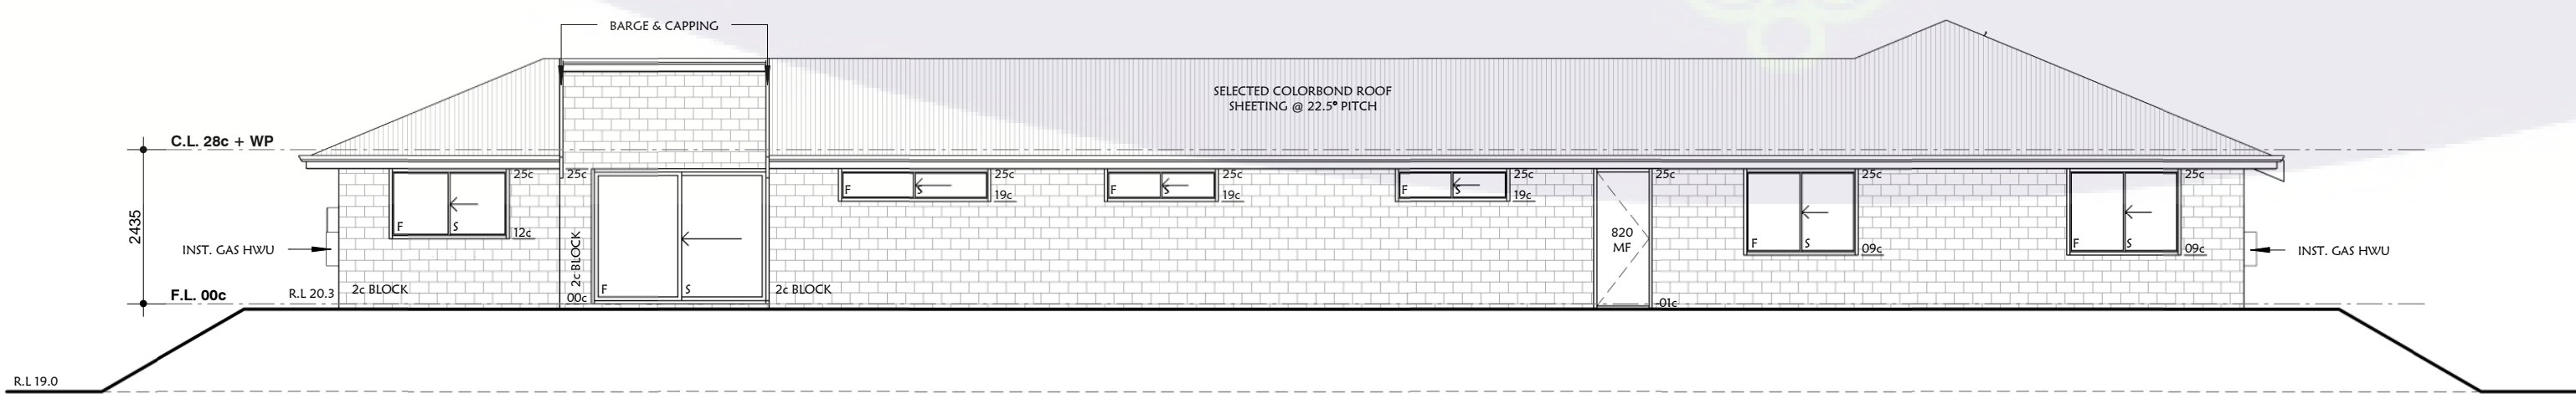 BARGE & CAPPING
SELECTED COLORBOND ROOF
SHEETING @ 22.5° PITCH
C.L. 28c + WP
2435
25c
25c
25c
25c
25c
25c
25c
25c
F
S
F
S
F
S
F
S
F
S
F
S
F
S
19c
19c
19c
12c
820
MF
09c
09c
INST. GAS HWU
INST. GAS HWU
2c BLOCK
F.L. 00c
R.L 20.3
2c BLOCK
00c
2c BLOCK
-01c
R.L 19.0